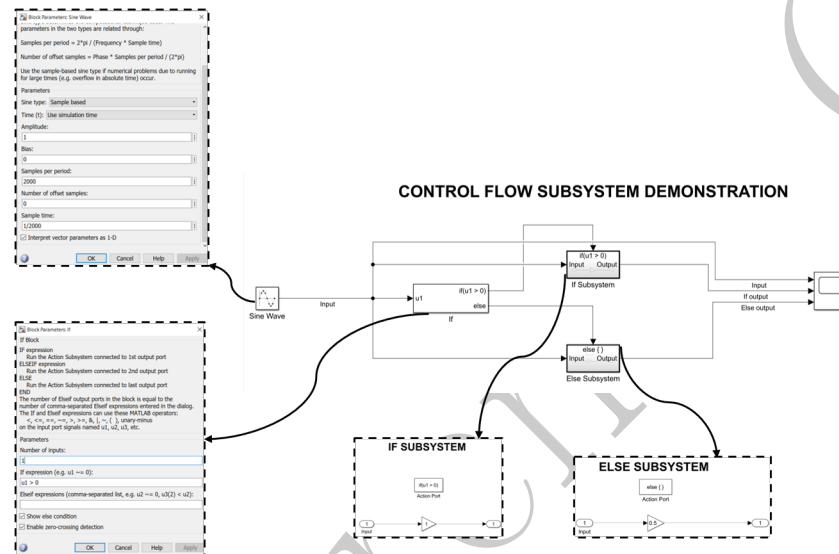 Block Parameters: Sine Wave
parameters in the two types are related through:
Samples per period = 2*pi / (Frequency * Sample time)
Number of offset samples = Phase * Samples per period / (2*pi)
Use the sample-based sine type if numerical problems due to running
for large times (e.g. overflow in absolute time) occur.
Parameters
Sine type: Sample based
Time (t): Use simulation time
Amplitude:
1
Bias:
0
Samples per period:
2000
Number of offset samples:
0
Sample time:
1/2000
Interpret vector parameters as 1-D
OK Cancel Help Apply
CONTROL FLOW SUBSYSTEM DEMONSTRATION
Sine Wave
Input
u1
if(u1 > 0)
else
If
if(u1 > 0)
Input Output
If Subsystem
else { }
Input Output
Else Subsystem
Input
If output
Else output
Block Parameters: If
If Block
IF expression
Run the Action Subsystem connected to 1st output port
ELSEIF expression
Run the Action Subsystem connected to 2nd output port
ELSE
Run the Action Subsystem connected to last output port
END
The number of Elseif output ports in the block is equal to the
number of comma-separated Elseif expressions entered in the dialog.
The If and Elseif expressions can use these MATLAB operators:
<, <=, ==, ~=, >, >=, &, |, ~, ( ), unary-minus
on the input port signals named u1, u2, u3, etc.
Parameters
Number of inputs:
1
If expression (e.g. u1 ~= 0):
u1 > 0
Elseif expressions (comma-separated list, e.g. u2 ~= 0, u3(2) < u2):
Show else condition
Enable zero-crossing detection
OK Cancel Help Apply
IF SUBSYSTEM
if(u1 > 0)
Action Port
1
Input
1
1
ELSE SUBSYSTEM
else { }
Action Port
1
Input
0.5
1